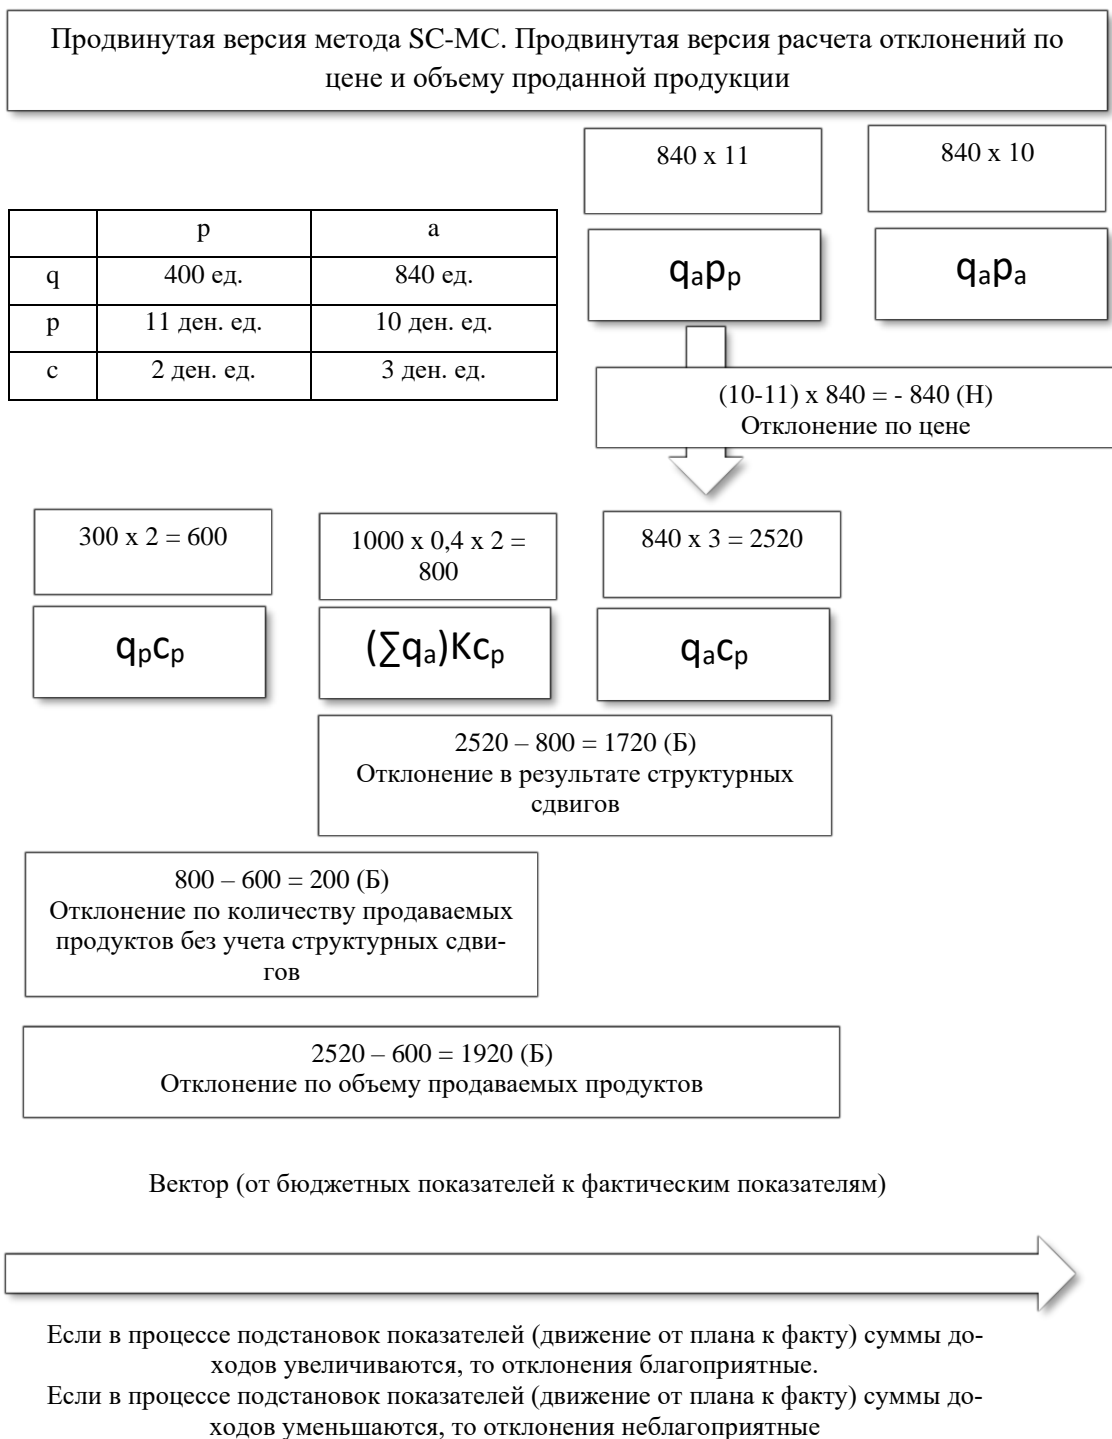 Продвинутая версия метода SC-MC. Продвинутая версия расчета отклонений по
цене и объему проданной продукции
840 x 11
840 x 10
p a
q 400 ед. 840 ед.
p 11 ден. ед. 10 ден. ед.
c 2 ден. ед. 3 ден. ед.
qₐpₚ
qₐpₐ
(10-11) x 840 = - 840 (Н)
Отклонение по цене
300 x 2 = 600
1000 x 0,4 x 2 =
800
840 x 3 = 2520
qₚcₚ
(∑qₐ)Kcₚ
qₐcₚ
2520 – 800 = 1720 (Б)
Отклонение в результате структурных
сдвигов
800 – 600 = 200 (Б)
Отклонение по количеству продаваемых
продуктов без учета структурных сдви-
гов
2520 – 600 = 1920 (Б)
Отклонение по объему продаваемых продуктов
Вектор (от бюджетных показателей к фактическим показателям)
Если в процессе подстановок показателей (движение от плана к факту) суммы до-
ходов увеличиваются, то отклонения благоприятные.
Если в процессе подстановок показателей (движение от плана к факту) суммы до-
ходов уменьшаются, то отклонения неблагоприятные